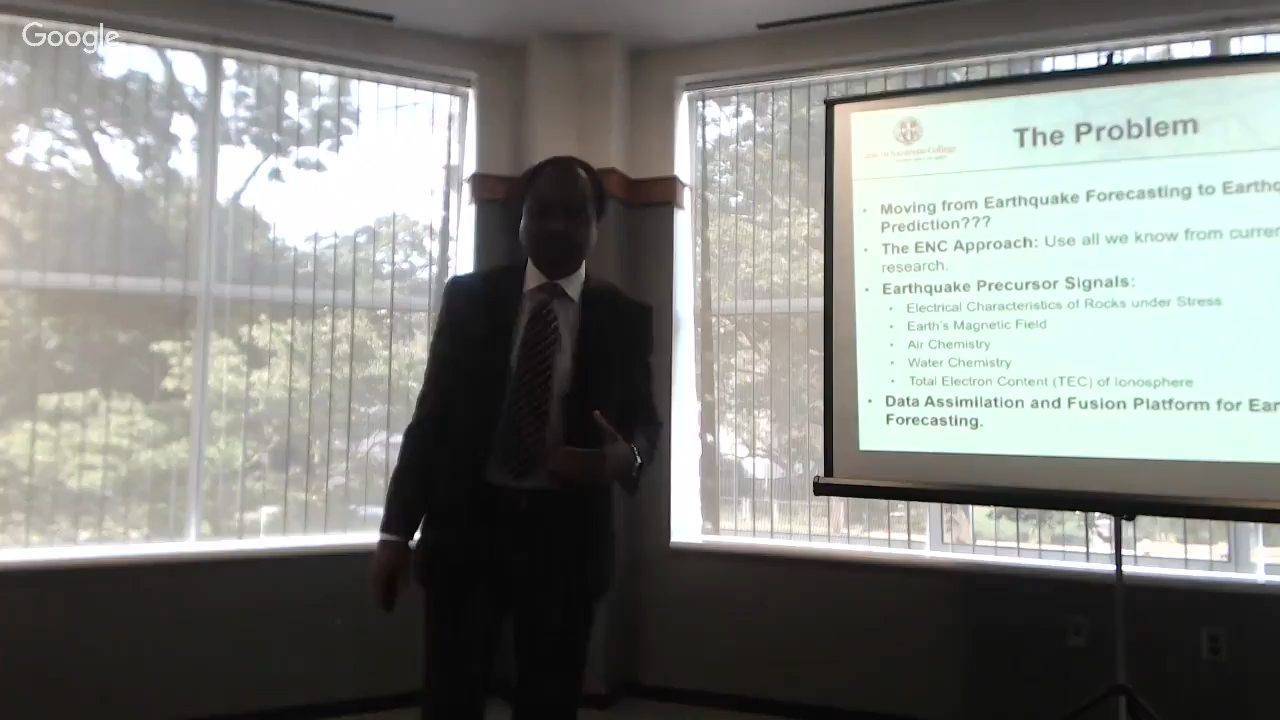 Google
The Problem
Moving from Earthquake Forecasting to Earthq
Prediction???
The ENC Approach: Use all we know from curren
research.
Earthquake Precursor Signals:
Electrical Characteristics of Rocks under Stress
Earth's Magnetic Field
Air Chemistry
Water Chemistry
Total Electron Content (TEC) of Ionosphere
Data Assimilation and Fusion Platform for Ear
Forecasting.